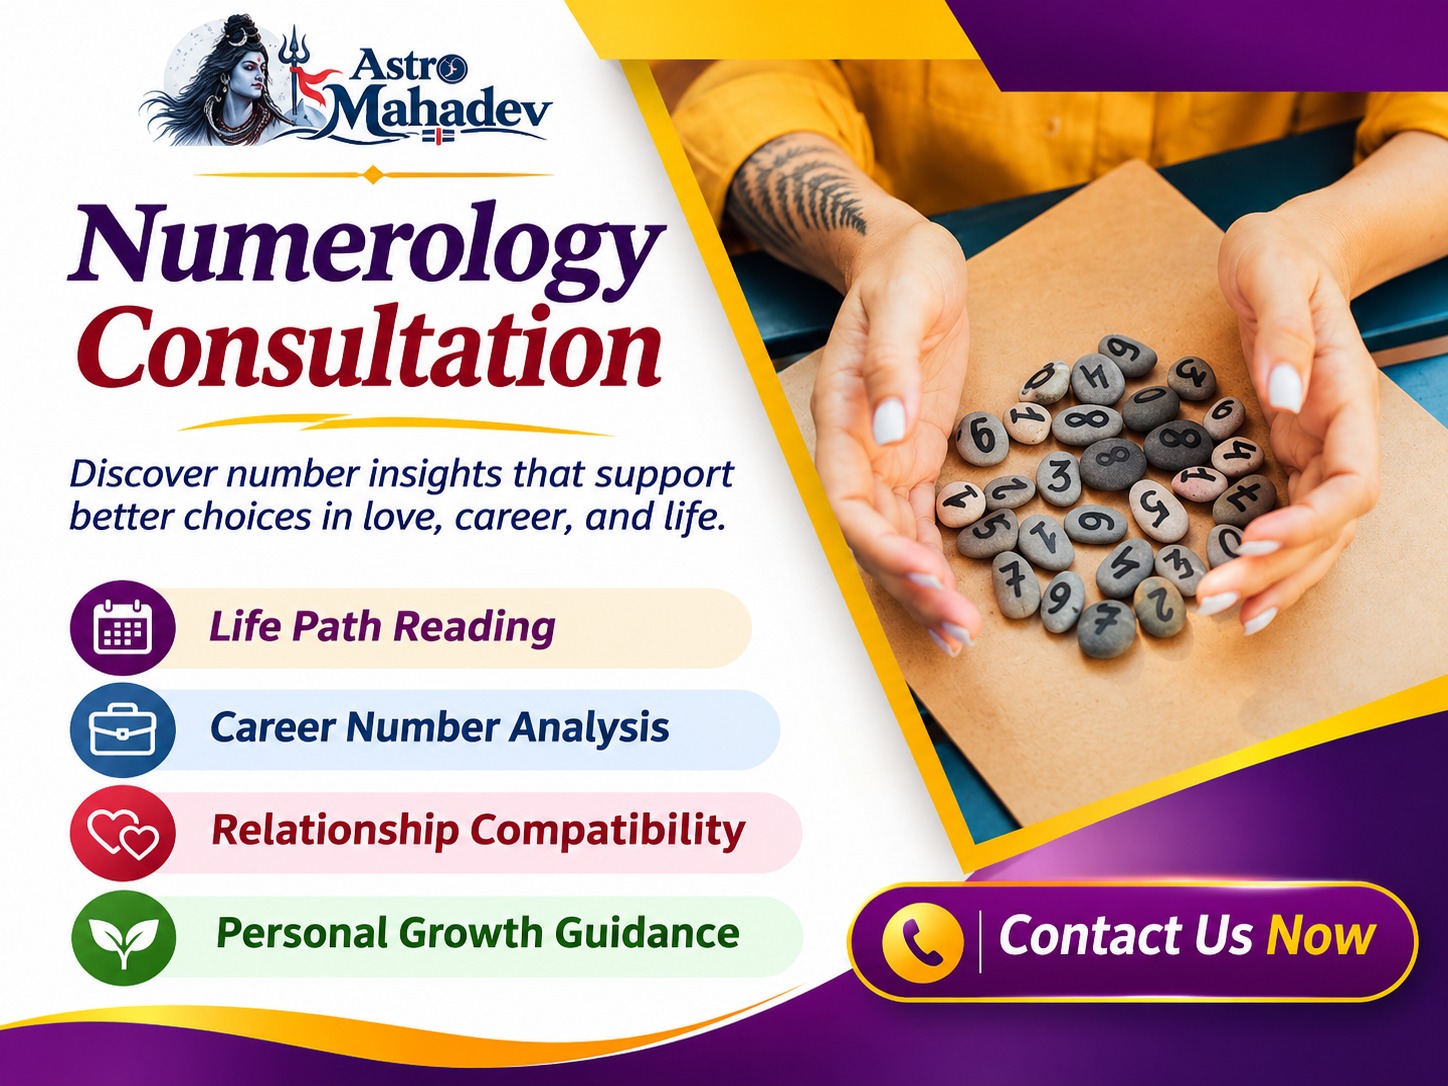 Astro
Mahadev
Numerology
Consultation
Discover number insights that support
better choices in love, career, and life.
Life Path Reading
Career Number Analysis
Relationship Compatibility
Personal Growth Guidance
Contact Us Now